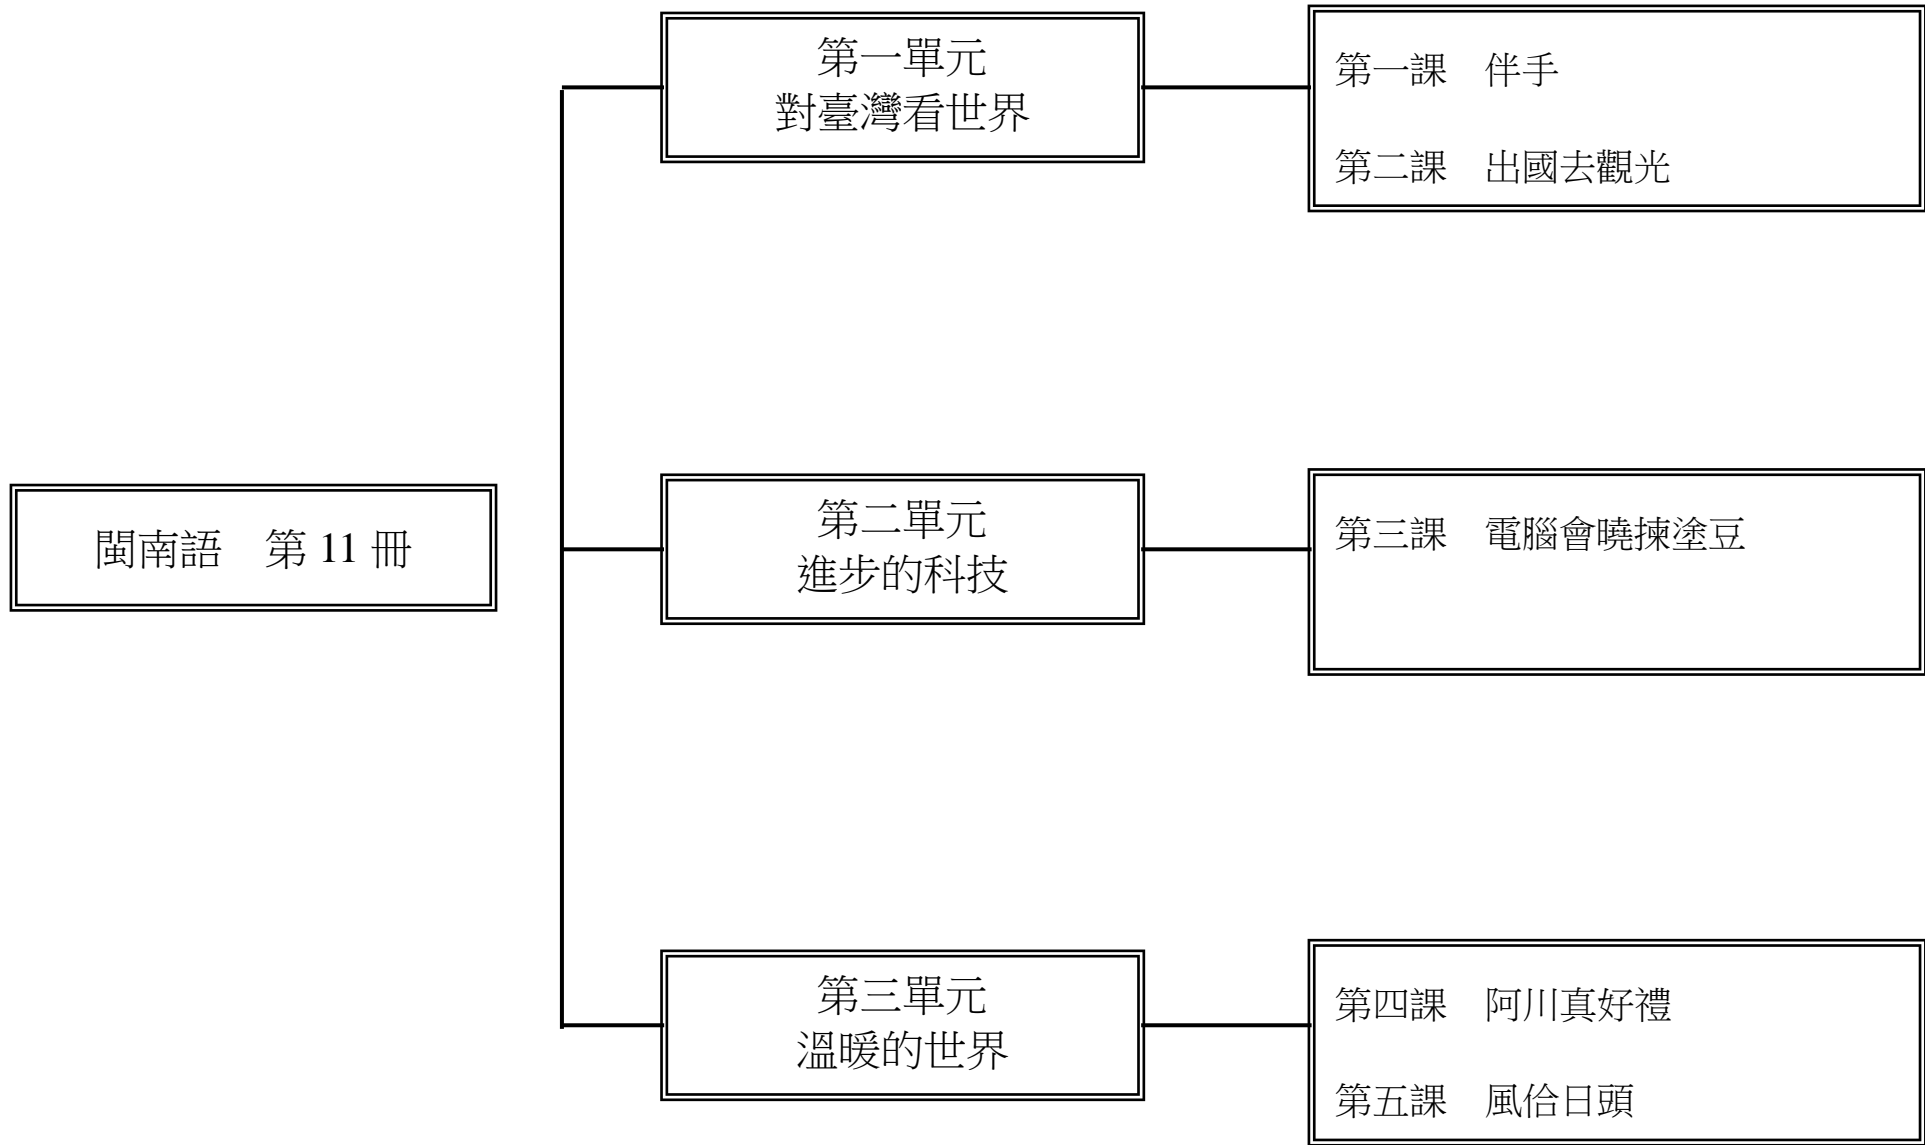 閩南語　第 11 冊
第一單元
對臺灣看世界
第一課　伴手
第二課　出國去觀光
第二單元
進步的科技
第三課　電腦會曉揀塗豆
第三單元
溫暖的世界
第四課　阿川真好禮
第五課　風佮日頭